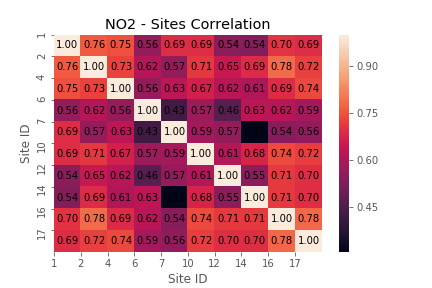 NO2 - Sites Correlation
1 1.00 0.76 0.75 0.56 0.69 0.69 0.54 0.54 0.70 0.69
2 0.76 1.00 0.73 0.62 0.57 0.71 0.65 0.69 0.78 0.72
4 0.75 0.73 1.00 0.56 0.63 0.67 0.62 0.61 0.69 0.74
6 0.56 0.62 0.56 1.00 0.43 0.57 0.46 0.63 0.62 0.59
7 0.69 0.57 0.63 0.43 1.00 0.59 0.57 0.54 0.56
10 0.69 0.71 0.67 0.57 0.59 1.00 0.61 0.68 0.74 0.72
12 0.54 0.65 0.62 0.46 0.57 0.61 1.00 0.55 0.71 0.70
14 0.54 0.69 0.61 0.63 0.68 0.55 1.00 0.71 0.70
16 0.70 0.78 0.69 0.62 0.54 0.74 0.71 0.71 1.00 0.78
17 0.69 0.72 0.74 0.59 0.56 0.72 0.70 0.70 0.78 1.00
1 2 4 6 7 10 12 14 16 17
Site ID
Site ID
0.90
0.75
0.60
0.45